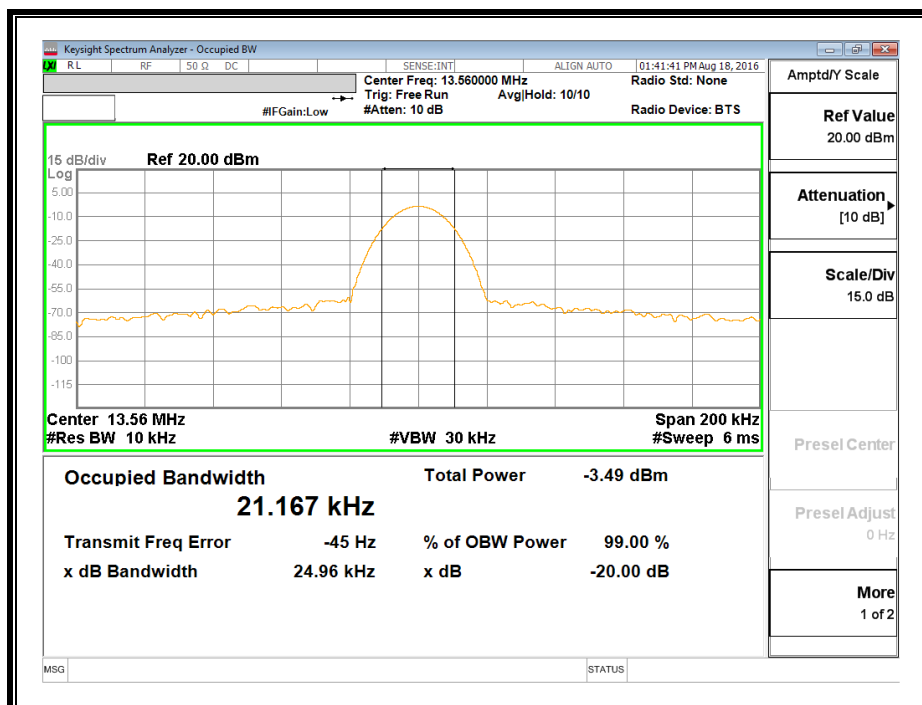 Keysight Spectrum Analyzer - Occupied BW
LXI RL RF 50 Ω DC SENSE:INT ALIGN AUTO 01:41:41 PM Aug 18, 2016
Center Freq: 13.560000 MHz Radio Std: None
Trig: Free Run Avg|Hold: 10/10
#IFGain:Low #Atten: 10 dB Radio Device: BTS
15 dB/div Ref 20.00 dBm
Log
5.00
-10.0
-25.0
-40.0
-55.0
-70.0
-85.0
-100
-115
Center 13.56 MHz Span 200 kHz
#Res BW 10 kHz #VBW 30 kHz #Sweep 6 ms
Occupied Bandwidth Total Power -3.49 dBm
21.167 kHz
Transmit Freq Error -45 Hz % of OBW Power 99.00 %
x dB Bandwidth 24.96 kHz x dB -20.00 dB
MSG STATUS
Amptd/Y Scale
Ref Value
20.00 dBm
Attenuation
[10 dB]
Scale/Div
15.0 dB
Presel Center
Presel Adjust
0 Hz
More
1 of 2